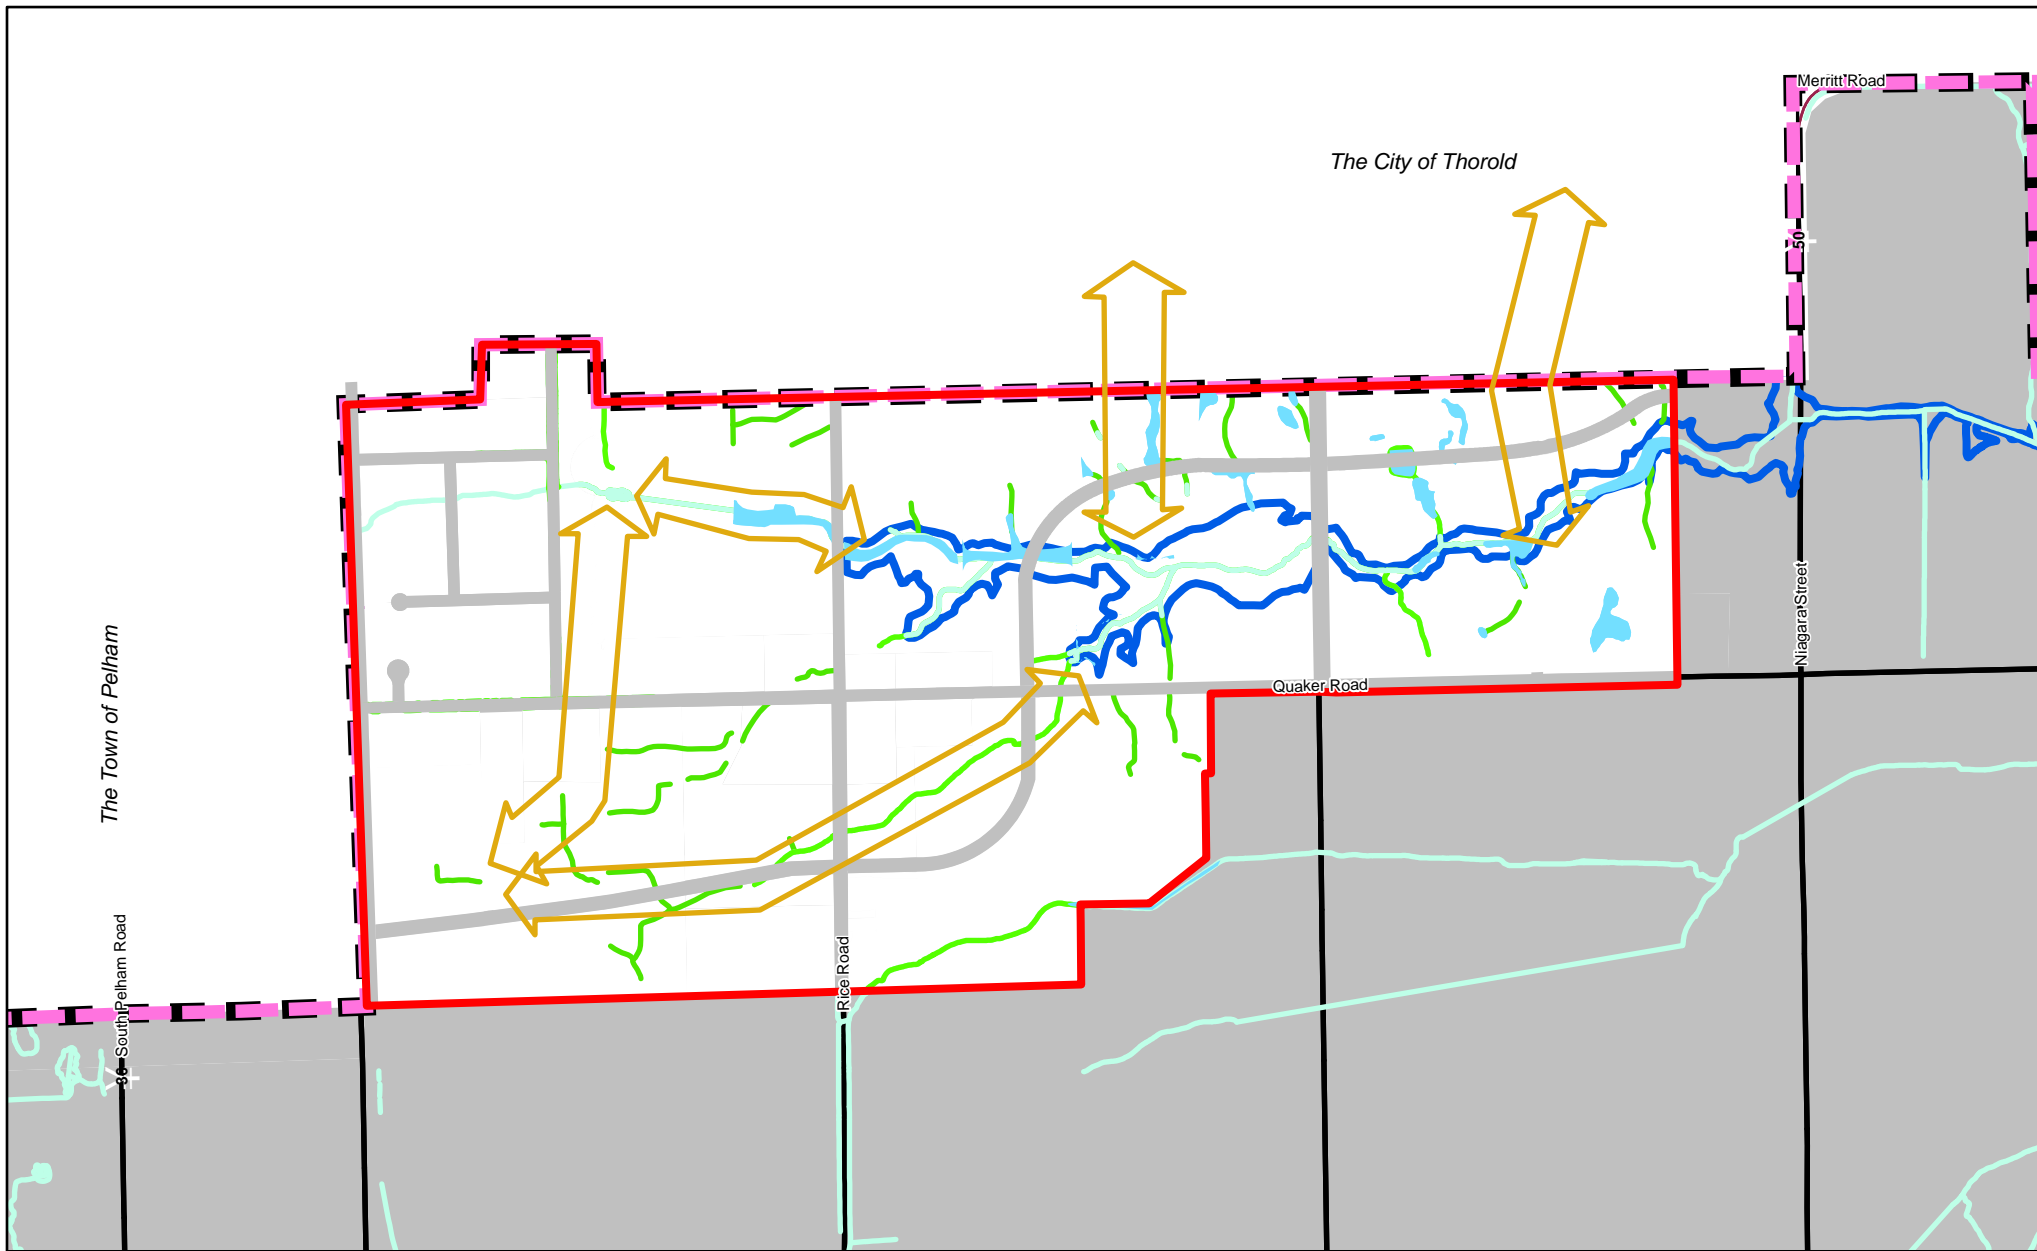 Merritt Road
The City of Thorold
50
Niagara Street
Quaker Road
The Town of Pelham
South Pelham Road
36
Rice Road